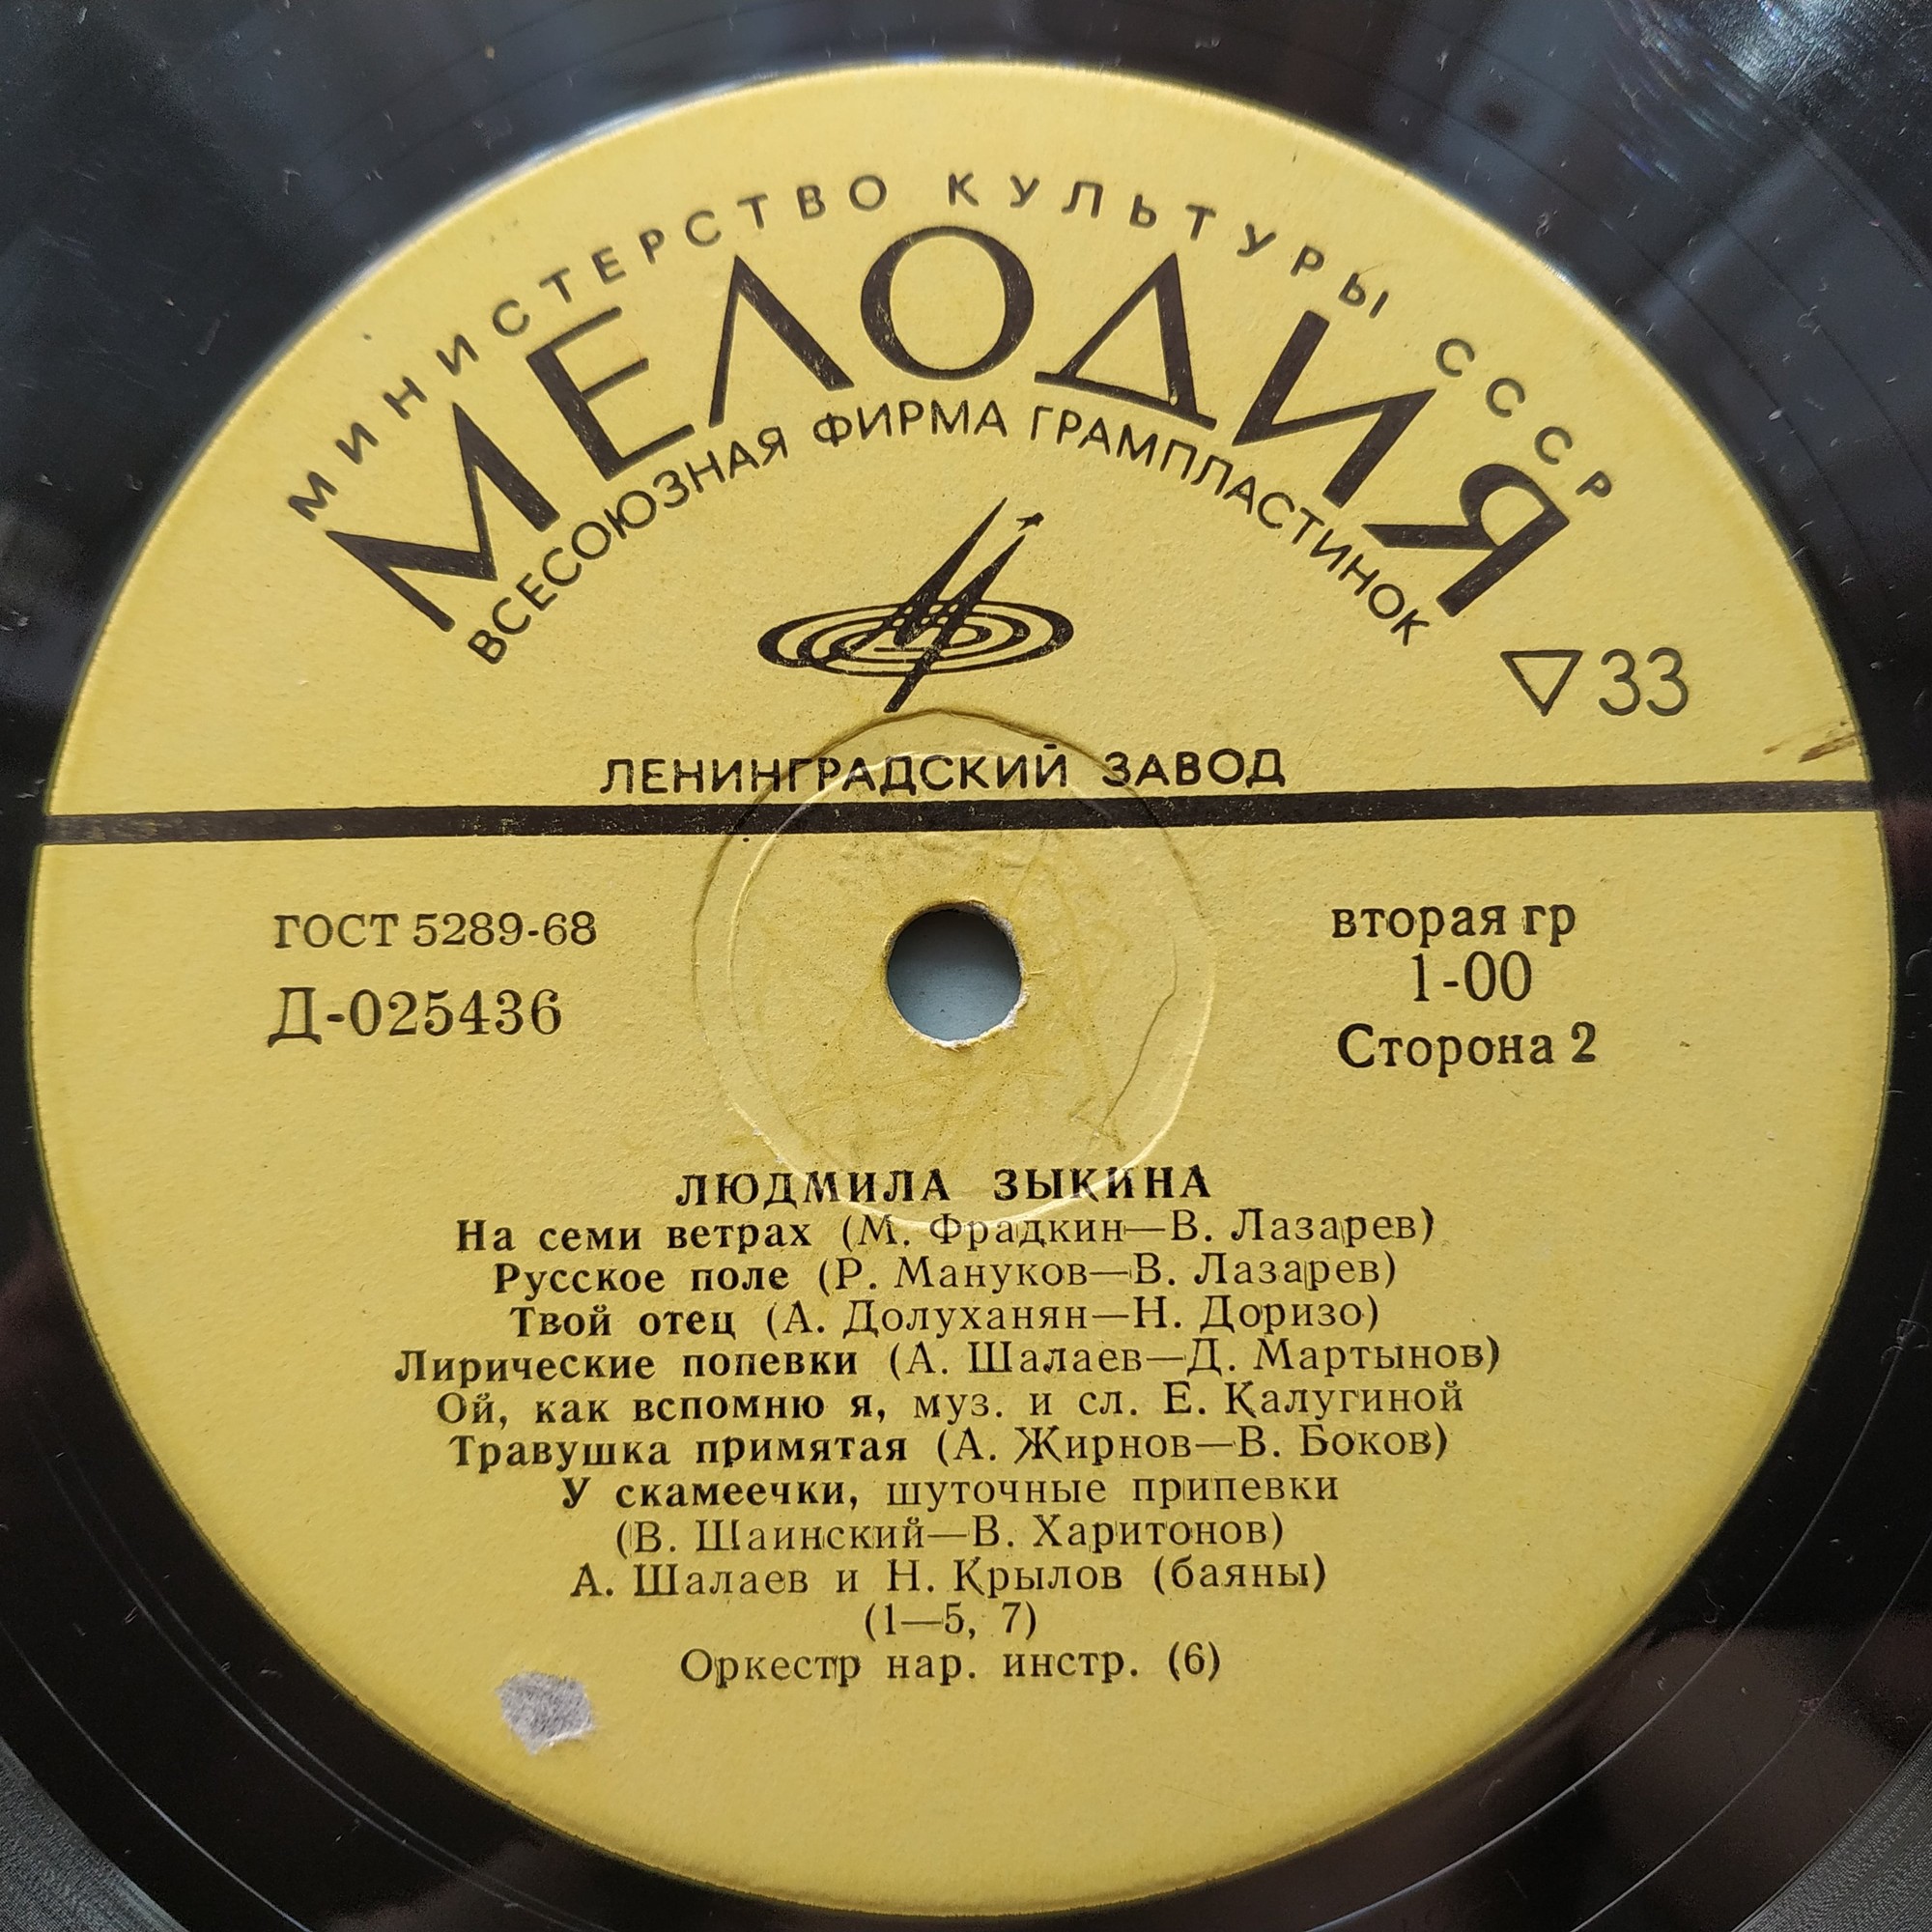 МИНИСТЕРСТВО КУЛЬТУРЫ СССР
МЕЛОДИЯ
ВСЕСОЮЗНАЯ ФИРМА ГРАМПЛАСТИНОК
▽ 33
ЛЕНИНГРАДСКИЙ ЗАВОД
ГОСТ 5289-68
Д-025436
вторая гр
1-00
Сторона 2
ЛЮДМИЛА ЗЫКИНА
На семи ветрах (М. Фрадкин—В. Лазарев)
Русское поле (Р. Мануков—В. Лазарев)
Твой отец (А. Долуханян—Н. Доризо)
Лирические попевки (А. Шалаев—Д. Мартынов)
Ой, как вспомню я, муз. и сл. Е. Калугиной
Травушка примятая (А. Жирнов—В. Боков)
У скамеечки, шуточные припевки
(В. Шаинский—В. Харитонов)
А. Шалаев и Н. Крылов (баяны)
(1—5, 7)
Оркестр нар. инстр. (6)